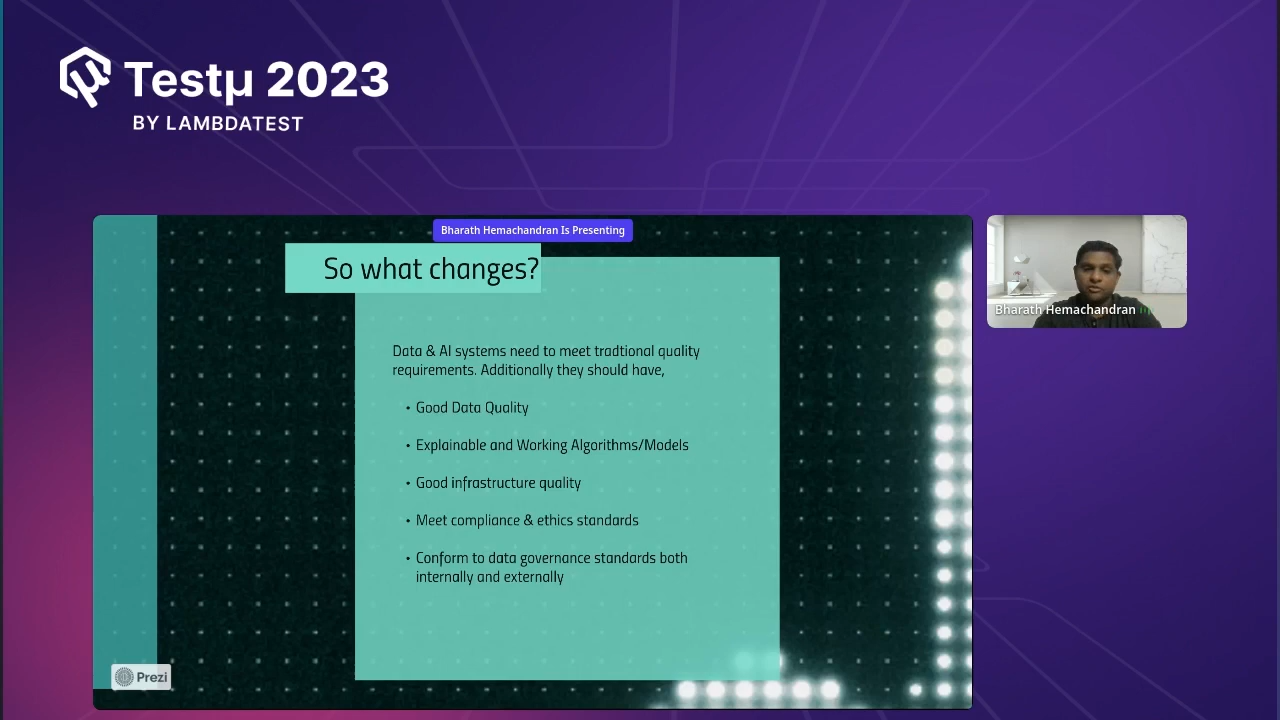 Testμ 2023
BY LAMBDATEST
Bharath Hemachandran Is Presenting
So what changes?
Data & AI systems need to meet tradtional quality
requirements. Additionally they should have,
• Good Data Quality
• Explainable and Working Algorithms/Models
• Good infrastructure quality
• Meet compliance & ethics standards
• Conform to data governance standards both
internally and externally
Prezi
Bharath Hemachandran